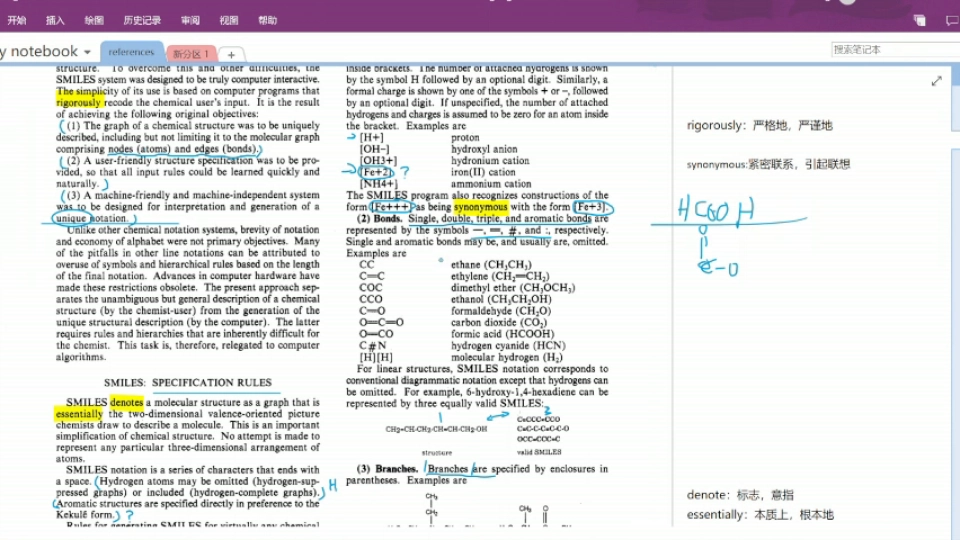 开始 插入 绘图 历史记录 审阅 视图 帮助
y notebook references 新分区 1 + 搜索笔记本
structure. To overcome this and other difficulties, the
SMILES system was designed to be truly computer interactive.
The simplicity of its use is based on computer programs that
rigorously recode the chemical user's input. It is the result
of achieving the following original objectives:
(1) The graph of a chemical structure was to be uniquely
described, including but not limiting it to the molecular graph
comprising nodes (atoms) and edges (bonds).
(2) A user-friendly structure specification was to be pro-
vided, so that all input rules could be learned quickly and
naturally.
(3) A machine-friendly and machine-independent system
was to be designed for interpretation and generation of a
unique notation.
Unlike other chemical notation systems, brevity of notation
and economy of alphabet were not primary objectives. Many
of the pitfalls in other line notations can be attributed to
overuse of symbols and hierarchical rules based on the length
of the final notation. Advances in computer hardware have
made these restrictions obsolete. The present approach sep-
arates the unambiguous but general description of a chemical
structure (by the chemist-user) from the generation of the
unique structural description (by the computer). The latter
requires rules and hierarchies that are inherently difficult for
the chemist. This task is, therefore, relegated to computer
algorithms.
SMILES: SPECIFICATION RULES
SMILES denotes a molecular structure as a graph that is
essentially the two-dimensional valence-oriented picture
chemists draw to describe a molecule. This is an important
simplification of chemical structure. No attempt is made to
represent any particular three-dimensional arrangement of
atoms.
SMILES notation is a series of characters that ends with
a space. Hydrogen atoms may be omitted (hydrogen-sup-
pressed graphs) or included (hydrogen-complete graphs). H
Aromatic structures are specified directly in preference to the
Kekulé form. ?
Rules for generating SMILES for virtually any chemical
inside brackets. The number of attached hydrogens is shown
by the symbol H followed by an optional digit. Similarly, a
formal charge is shown by one of the symbols + or -, followed
by an optional digit. If unspecified, the number of attached
hydrogens and charges is assumed to be zero for an atom inside
the bracket. Examples are
[H+] proton
[OH-] hydroxyl anion
[OH3+] hydronium cation
[Fe+2] ? iron(II) cation
[NH4+] ammonium cation
The SMILES program also recognizes constructions of the
form [Fe+++] as being synonymous with the form [Fe+3].
(2) Bonds. Single, double, triple, and aromatic bonds are
represented by the symbols —, =, #, and :, respectively.
Single and aromatic bonds may be, and usually are, omitted.
Examples are
CC ethane (CH3CH3)
C=C ethylene (CH2=CH2)
COC dimethyl ether (CH3OCH3)
CCO ethanol (CH3CH2OH)
C=O formaldehyde (CH2O)
O=C=O carbon dioxide (CO2)
O=CO formic acid (HCOOH)
C#N hydrogen cyanide (HCN)
[H][H] molecular hydrogen (H2)
For linear structures, SMILES notation corresponds to
conventional diagrammatic notation except that hydrogens can
be omitted. For example, 6-hydroxy-1,4-hexadiene can be
represented by three equally valid SMILES:
1 3
CH2=CH-CH2-CH=CH-CH2-OH
C=CCC=CCO
C=C-C-C=C-C-O
OCC=CCC=C
structure valid SMILES
(3) Branches. Branches are specified by enclosures in
parentheses. Examples are
CH3
CH2
CH3 O
rigorously：严格地，严谨地
synonymous:紧密联系，引起联想
HCOOH
O
C-O
denote：标志，意指
essentially：本质上，根本地